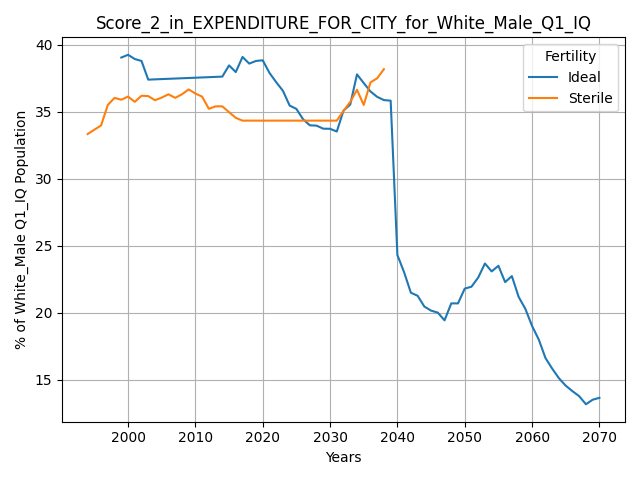 Score_2_in_EXPENDITURE_FOR_CITY_for_White_Male_Q1_IQ
Fertility
Ideal
Sterile
% of White_Male Q1_IQ Population
40
35
30
25
20
15
2000
2010
2020
2030
2040
2050
2060
2070
Years